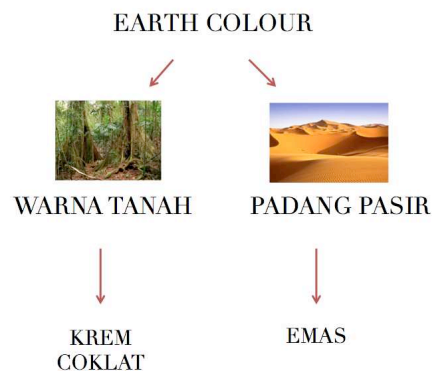 EARTH COLOUR
WARNA TANAH
PADANG PASIR
KREM
COKLAT
EMAS